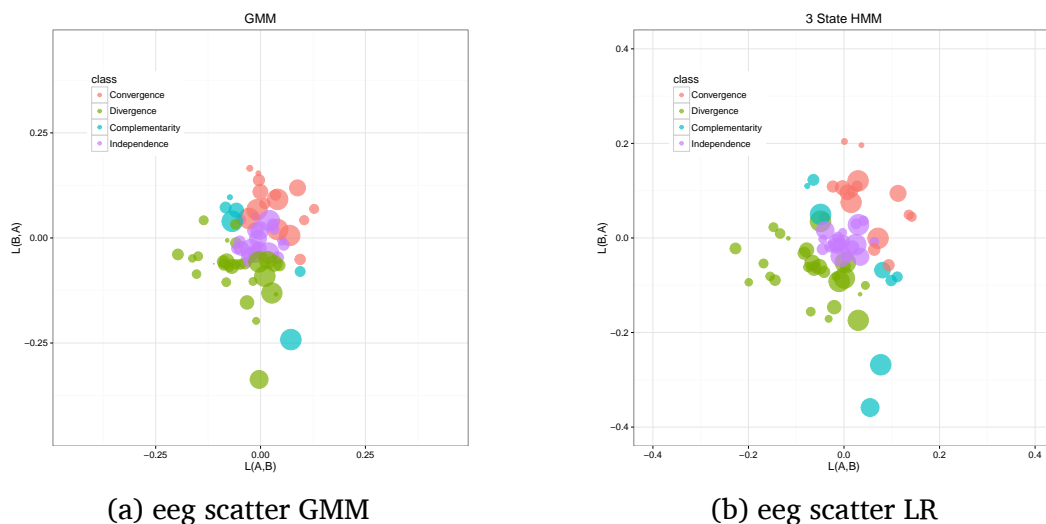 GMM
0.25
0.00
−0.25
L(B,A)
class
Convergence
Divergence
Complementarity
Independence
−0.25
0.00
0.25
L(A,B)
(a) eeg scatter GMM
3 State HMM
0.4
0.2
0.0
−0.2
−0.4
L(B,A)
class
Convergence
Divergence
Complementarity
Independence
−0.4
−0.2
0.0
0.2
0.4
L(A,B)
(b) eeg scatter LR